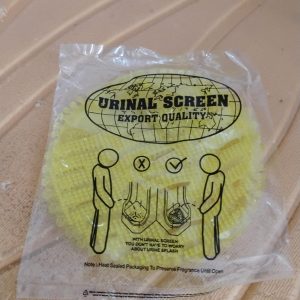 URINAL SCREEN
EXPORT QUALITY
WITH URINAL SCREEN
YOU DON'T HAVE TO WORRY
ABOUT URINE SPLASH
Note : Heat Sealed Packaging To Preserve Fragrance Until Open